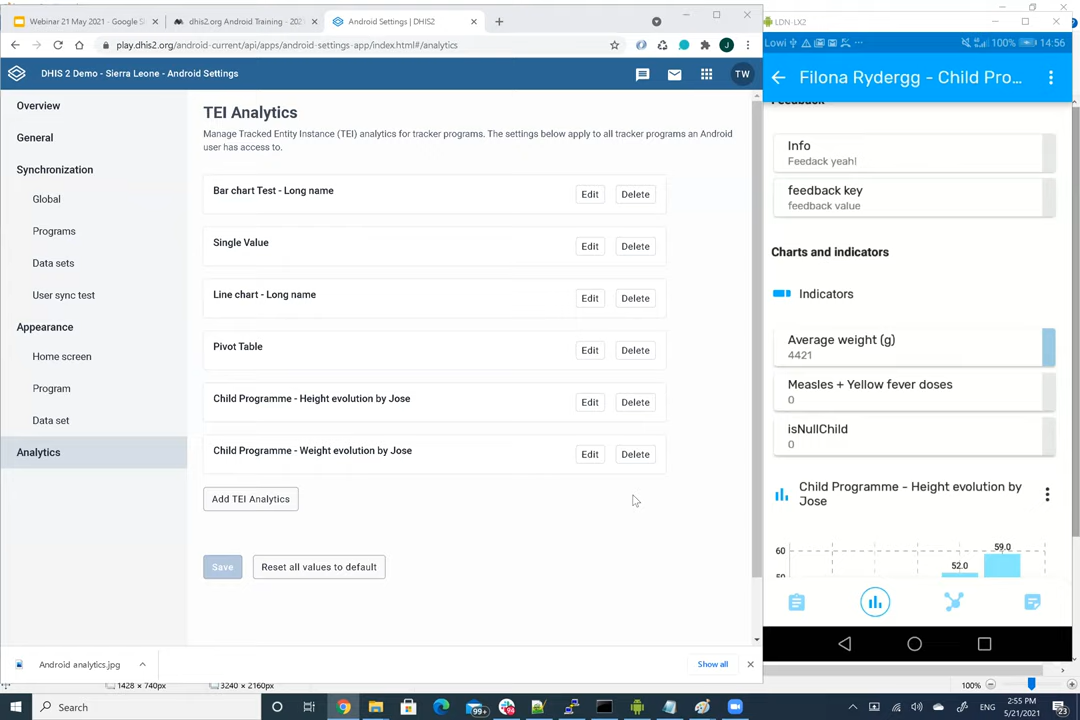 Webinar 21 May 2021 - Google Sl
dhis2.org Android Training - 202
Android Settings | DHIS2
play.dhis2.org/android-current/api/apps/android-settings-app/index.html#/analytics
J
DHIS 2 Demo - Sierra Leone - Android Settings
TW
Overview
General
Synchronization
Global
Programs
Data sets
User sync test
Appearance
Home screen
Program
Data set
Analytics
TEI Analytics
Manage Tracked Entity Instance (TEI) analytics for tracker programs. The settings below apply to all tracker programs an Android
user has access to.
Bar chart Test - Long name
Edit
Delete
Single Value
Edit
Delete
Line chart - Long name
Edit
Delete
Pivot Table
Edit
Delete
Child Programme - Height evolution by Jose
Edit
Delete
Child Programme - Weight evolution by Jose
Edit
Delete
Add TEI Analytics
Save
Reset all values to default
Android analytics.jpg
Show all
LDN-LX2
Lowi
100%
14:56
Filona Rydergg - Child Pro...
Feedback
Info
Feedack yeah!
feedback key
feedback value
Charts and indicators
Indicators
Average weight (g)
4421
Measles + Yellow fever doses
0
isNullChild
0
Child Programme - Height evolution by
Jose
60
52.0
59.0
1428 × 740px
3240 × 2160px
100%
Search
99+
ENG
2:55 PM
5/21/2021
23